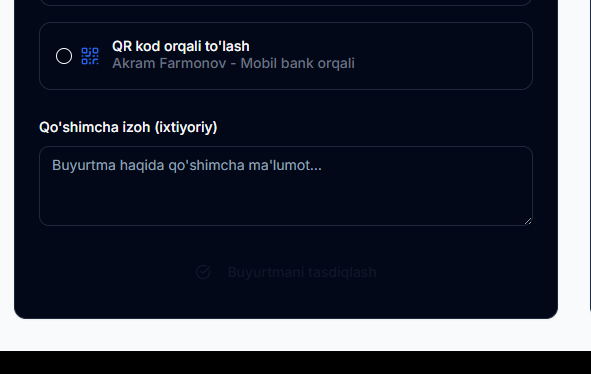 QR kod orqali to'lash
Akram Farmonov - Mobil bank orqali
Qo'shimcha izoh (ixtiyoriy)
Buyurtma haqida qo'shimcha ma'lumot...
Buyurtmani tasdiqlash